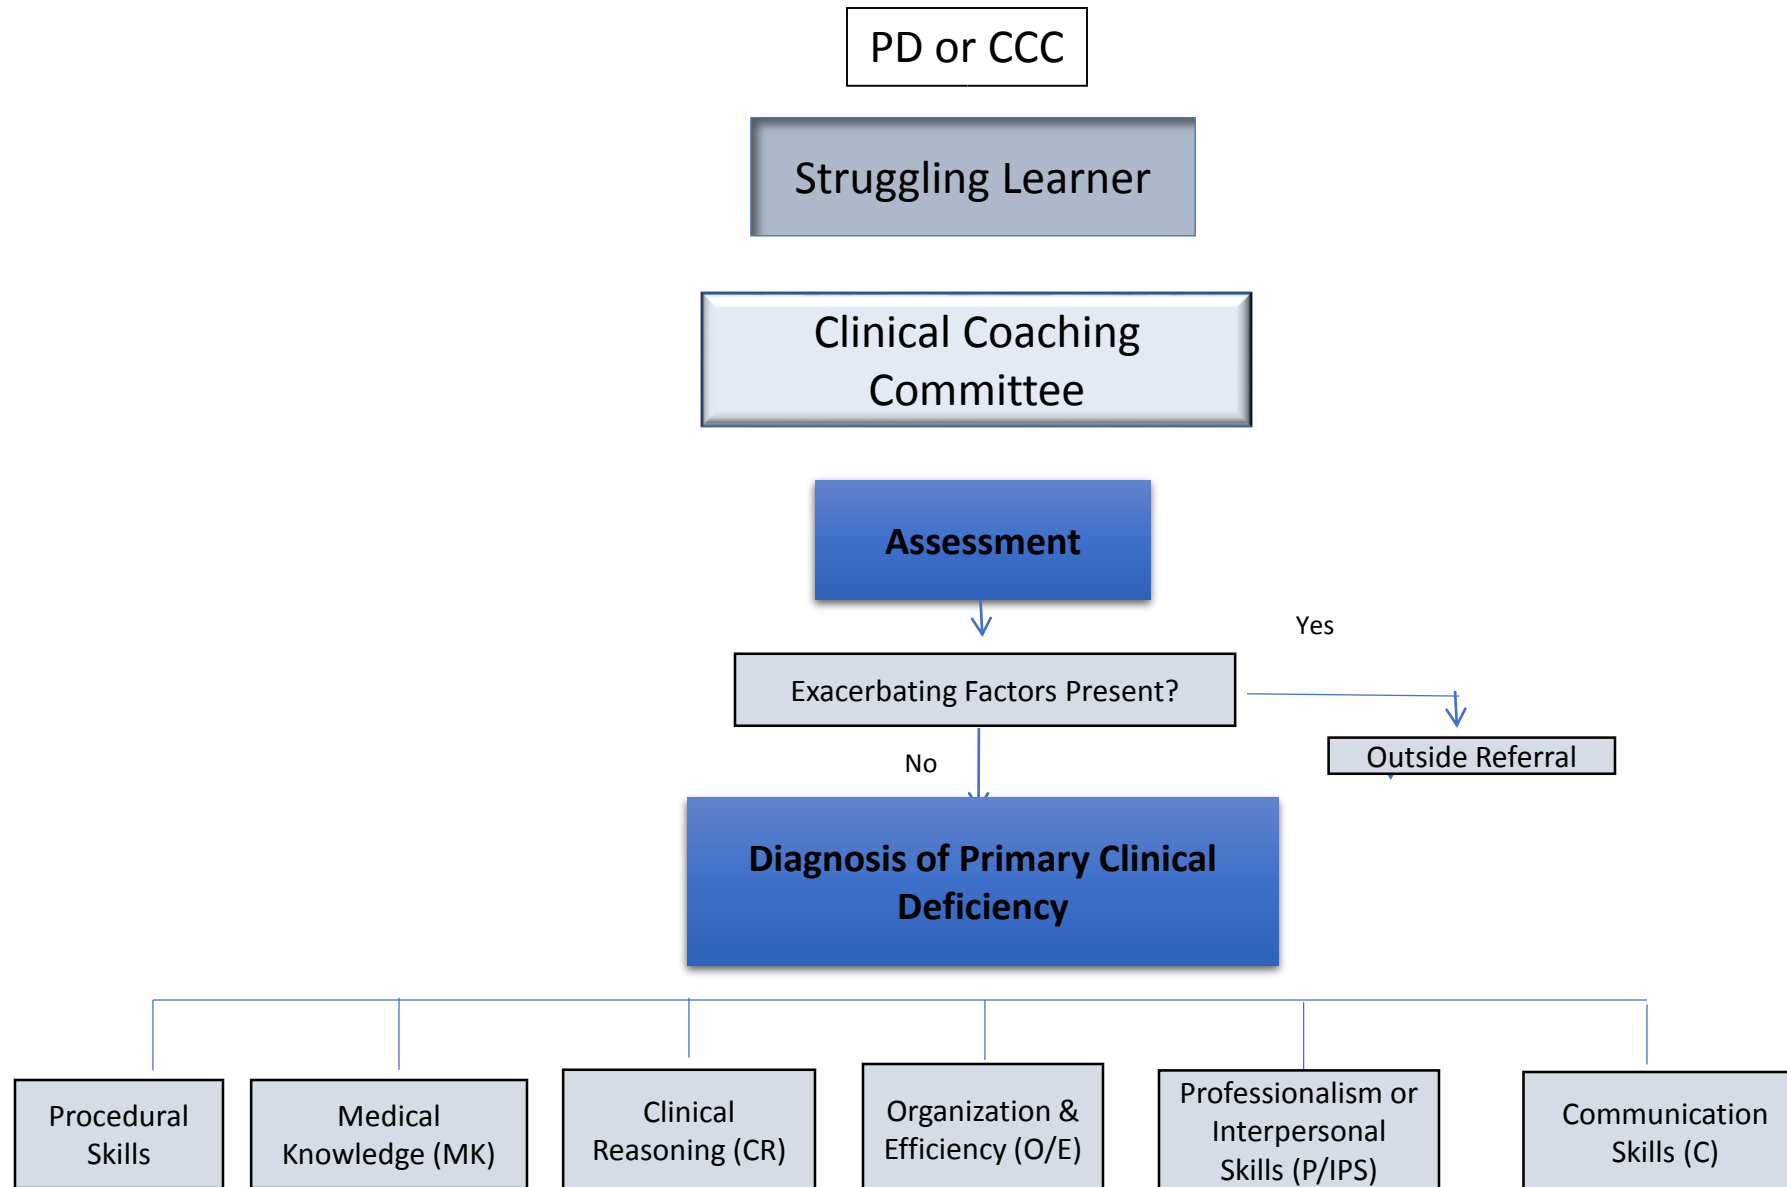 PD or CCC
Struggling Learner
Clinical Coaching
Committee
Assessment
Yes
Exacerbating Factors Present?
Outside Referral
No
Diagnosis of Primary Clinical
Deficiency
Procedural
Skills
Medical
Knowledge (MK)
Clinical
Reasoning (CR)
Organization &
Efficiency (O/E)
Professionalism or
Interpersonal
Skills (P/IPS)
Communication
Skills (C)